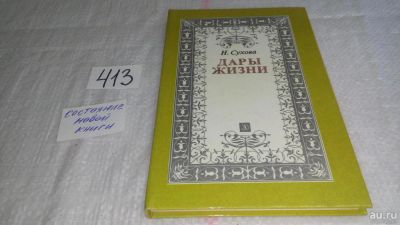 413
состояние
новой
книги
Н. Сухова
ДАРЫ
ЖИЗНИ
au.ru